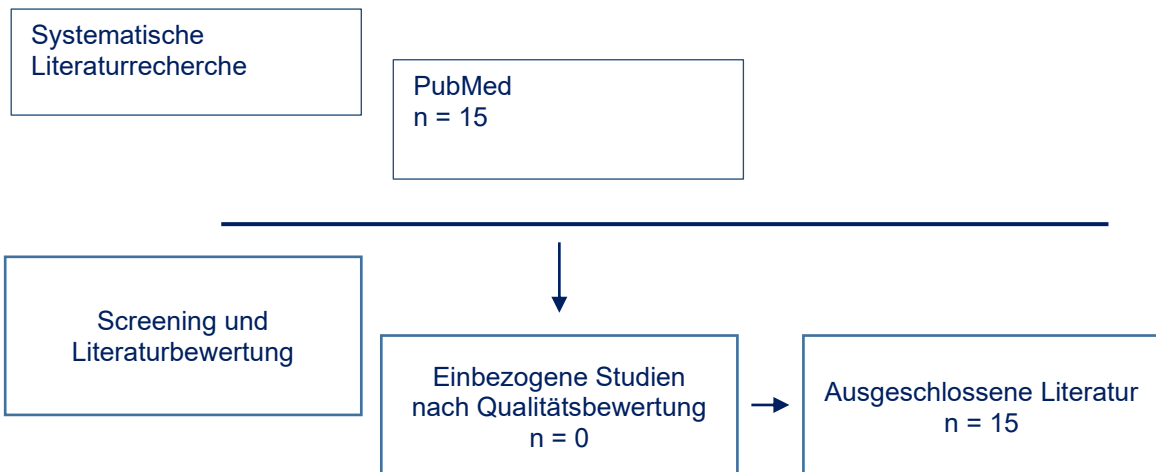 Systematische
Literaturrecherche
PubMed
n = 15
Screening und
Literaturbewertung
Einbezogene Studien
nach Qualitätsbewertung
n = 0
Ausgeschlossene Literatur
n = 15